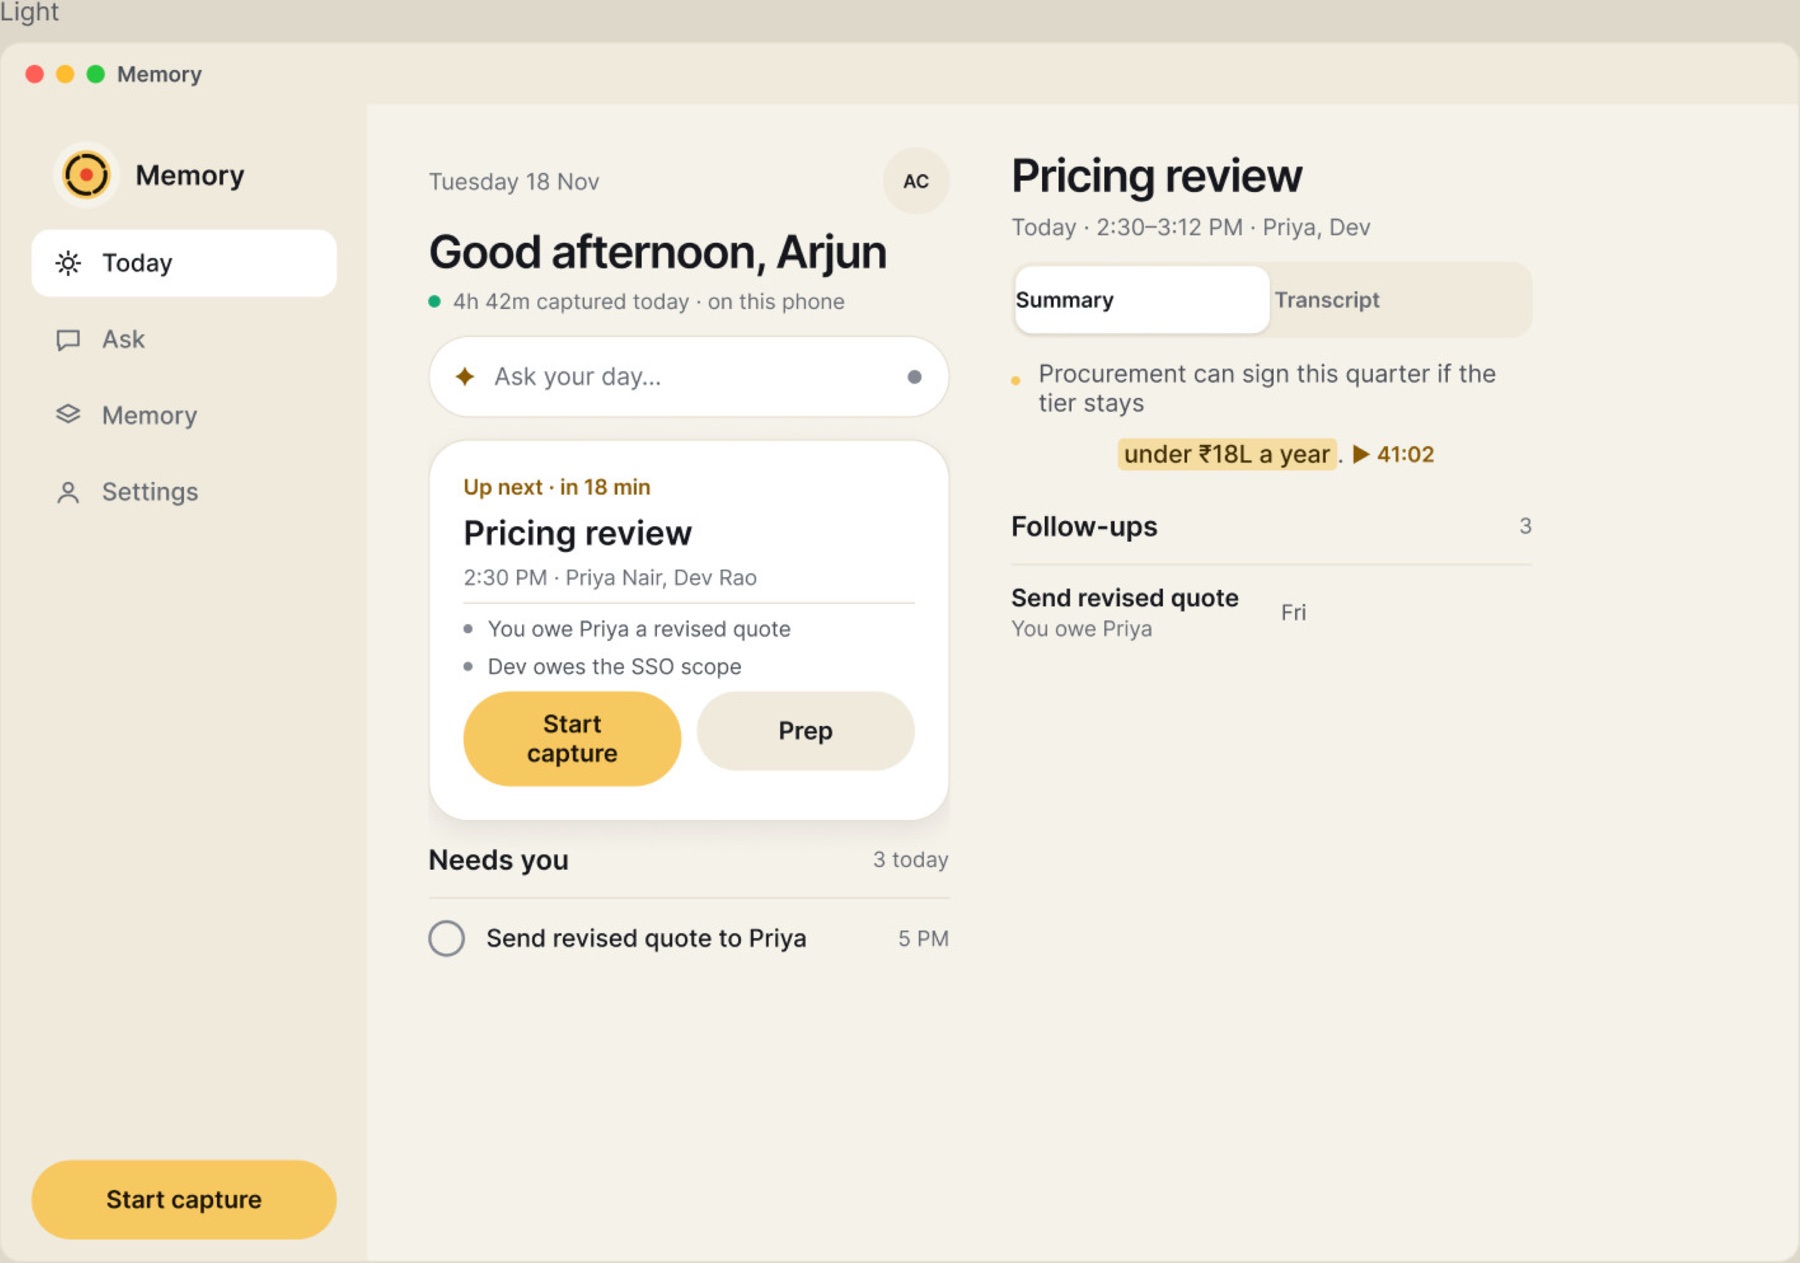 Light
Memory
Memory
Today
Ask
Memory
Settings
Start capture
Tuesday 18 Nov
AC
Good afternoon, Arjun
4h 42m captured today · on this phone
Ask your day...
Up next · in 18 min
Pricing review
2:30 PM · Priya Nair, Dev Rao
You owe Priya a revised quote
Dev owes the SSO scope
Start
capture
Prep
Needs you
3 today
Send revised quote to Priya
5 PM
Pricing review
Today · 2:30–3:12 PM · Priya, Dev
Summary
Transcript
Procurement can sign this quarter if the
tier stays
under ₹18L a year . ▶ 41:02
Follow-ups
3
Send revised quote
You owe Priya
Fri